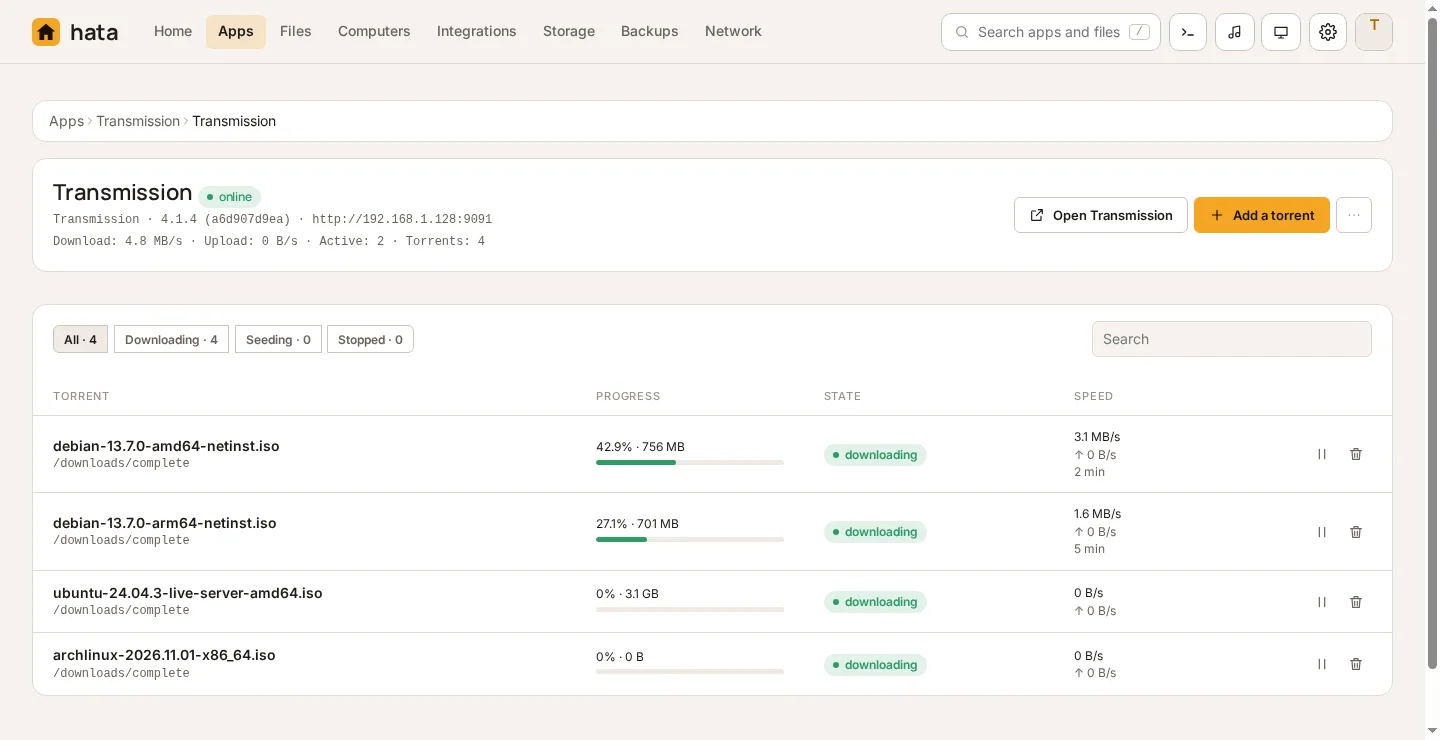 hata
Home
Apps
Files
Computers
Integrations
Storage
Backups
Network
Search apps and files /
T
Apps › Transmission › Transmission
Transmission
online
Transmission · 4.1.4 (a6d907d9ea) · http://192.168.1.128:9091
Download: 4.8 MB/s · Upload: 0 B/s · Active: 2 · Torrents: 4
Open Transmission
+ Add a torrent
···
All · 4
Downloading · 4
Seeding · 0
Stopped · 0
Search
TORRENT PROGRESS STATE SPEED
debian-13.7.0-amd64-netinst.iso
/downloads/complete
42.9% · 756 MB
downloading
3.1 MB/s
↑ 0 B/s
2 min
debian-13.7.0-arm64-netinst.iso
/downloads/complete
27.1% · 701 MB
downloading
1.6 MB/s
↑ 0 B/s
5 min
ubuntu-24.04.3-live-server-amd64.iso
/downloads/complete
0% · 3.1 GB
downloading
0 B/s
↑ 0 B/s
archlinux-2026.11.01-x86_64.iso
/downloads/complete
0% · 0 B
downloading
0 B/s
↑ 0 B/s